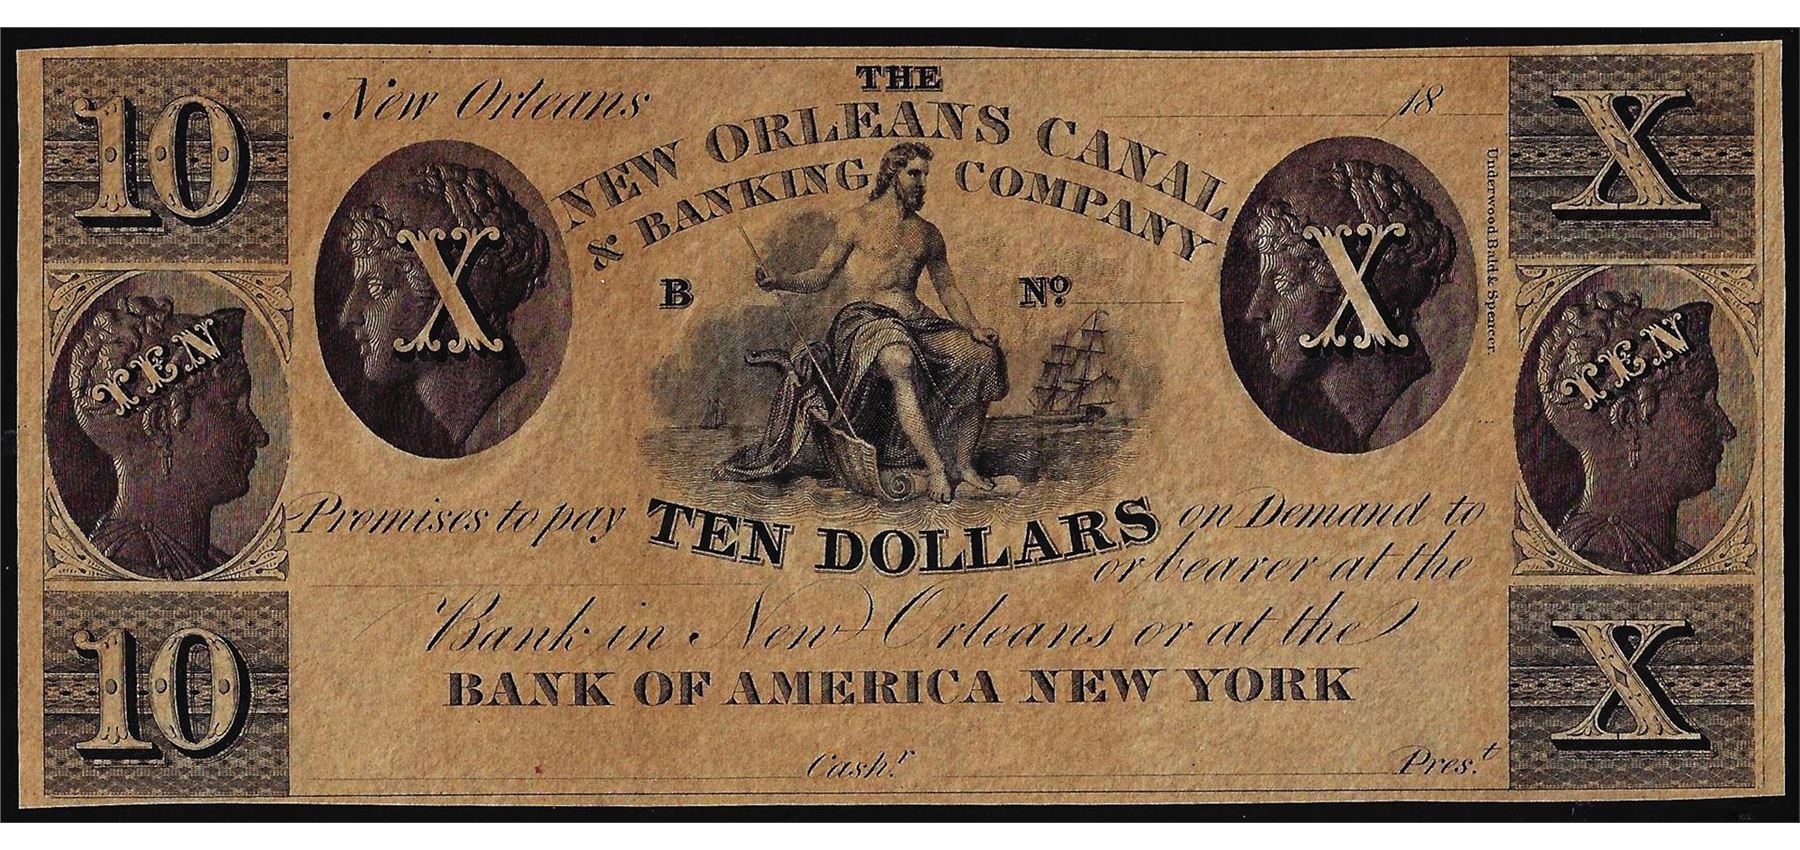 10
New Orleans
THE
18
X
NEW ORLEANS CANAL
& BANKING COMPANY
X
X
B
No
Underwood Bald & Spencer.
TEN
TEN
Promises to pay TEN DOLLARS on Demand to
or bearer at the
Bank in New Orleans or at the
BANK OF AMERICA NEW YORK
10
X
Cashr.
Prest.